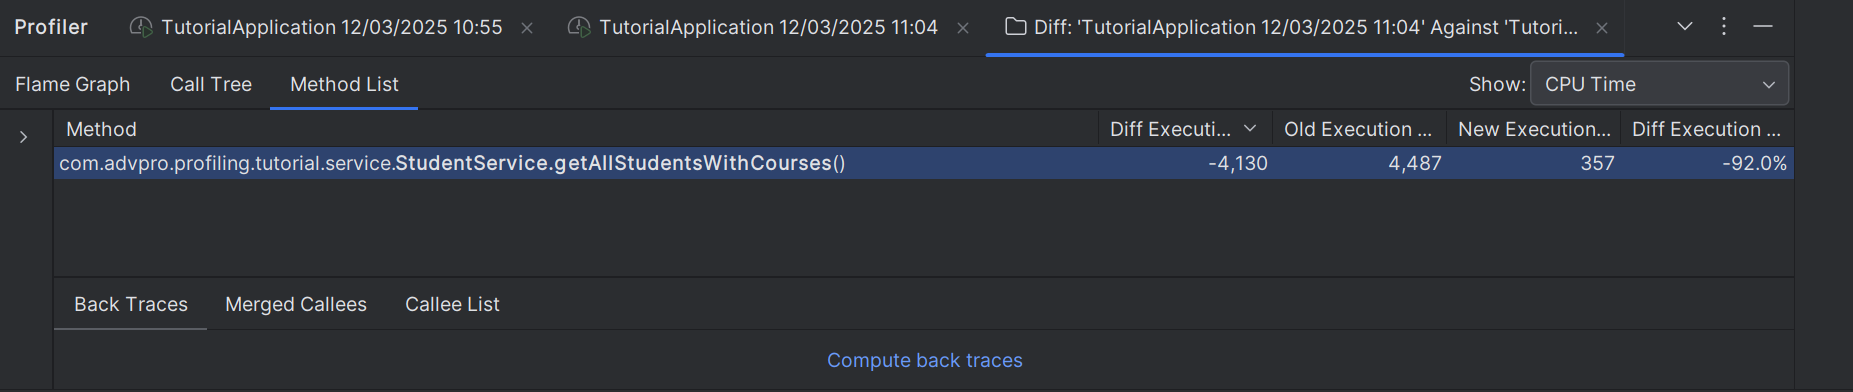 Profiler TutorialApplication 12/03/2025 10:55 TutorialApplication 12/03/2025 11:04 Diff: 'TutorialApplication 12/03/2025 11:04' Against 'Tutori...
Flame Graph Call Tree Method List Show: CPU Time
Method Diff Executi... Old Execution ... New Execution... Diff Execution ...
com.advpro.profiling.tutorial.service.StudentService.getAllStudentsWithCourses() -4,130 4,487 357 -92.0%
Back Traces Merged Callees Callee List
Compute back traces